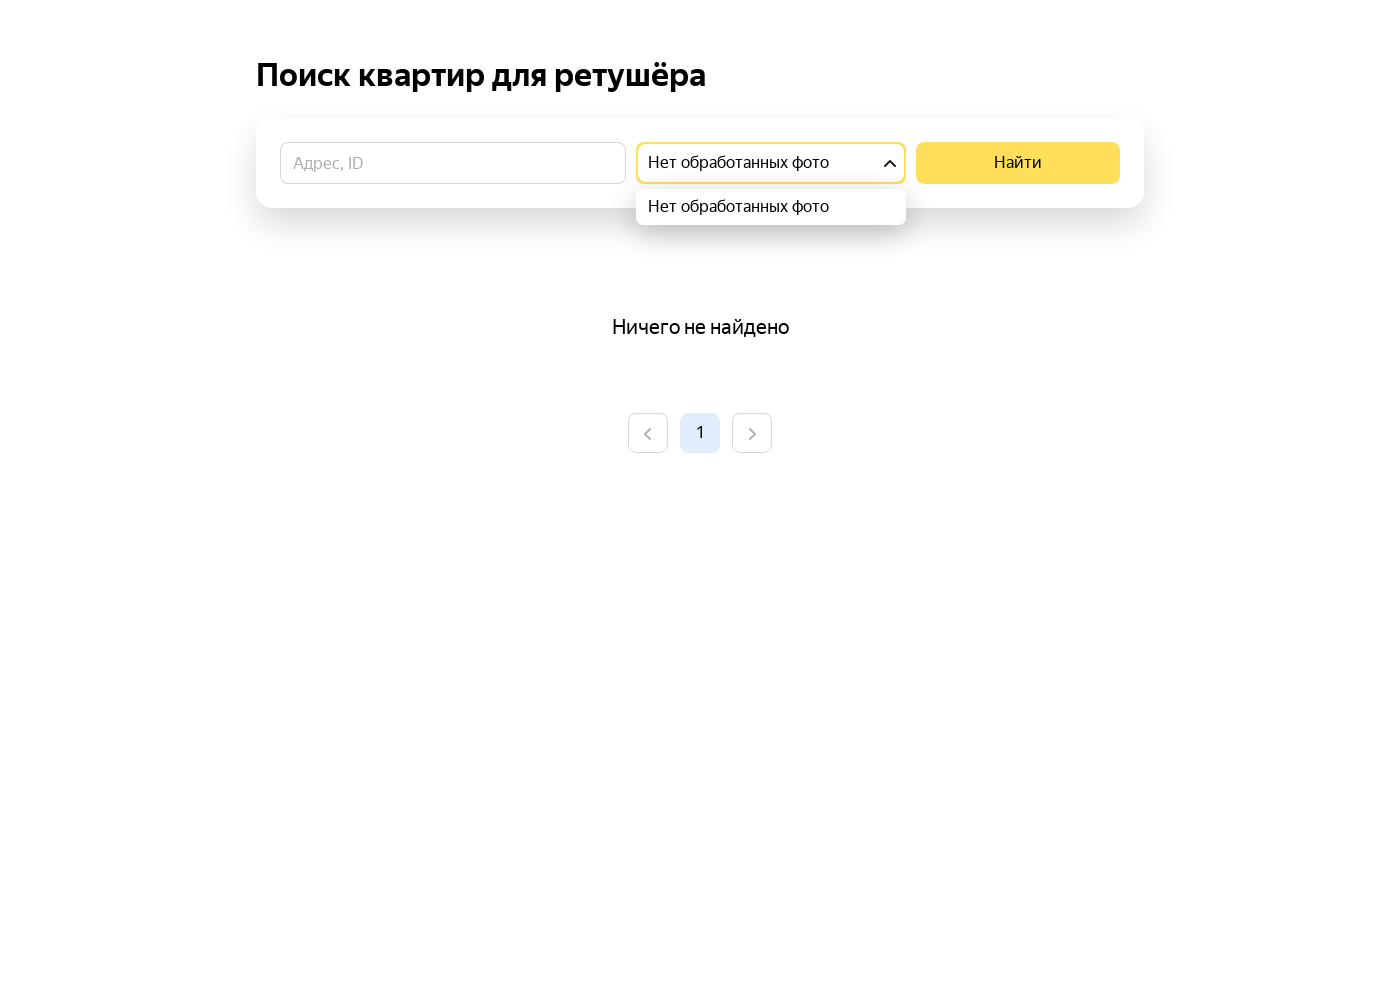 Поиск квартир для ретушёра
Адрес, ID
Нет обработанных фото
Найти
Нет обработанных фото
Ничего не найдено
1